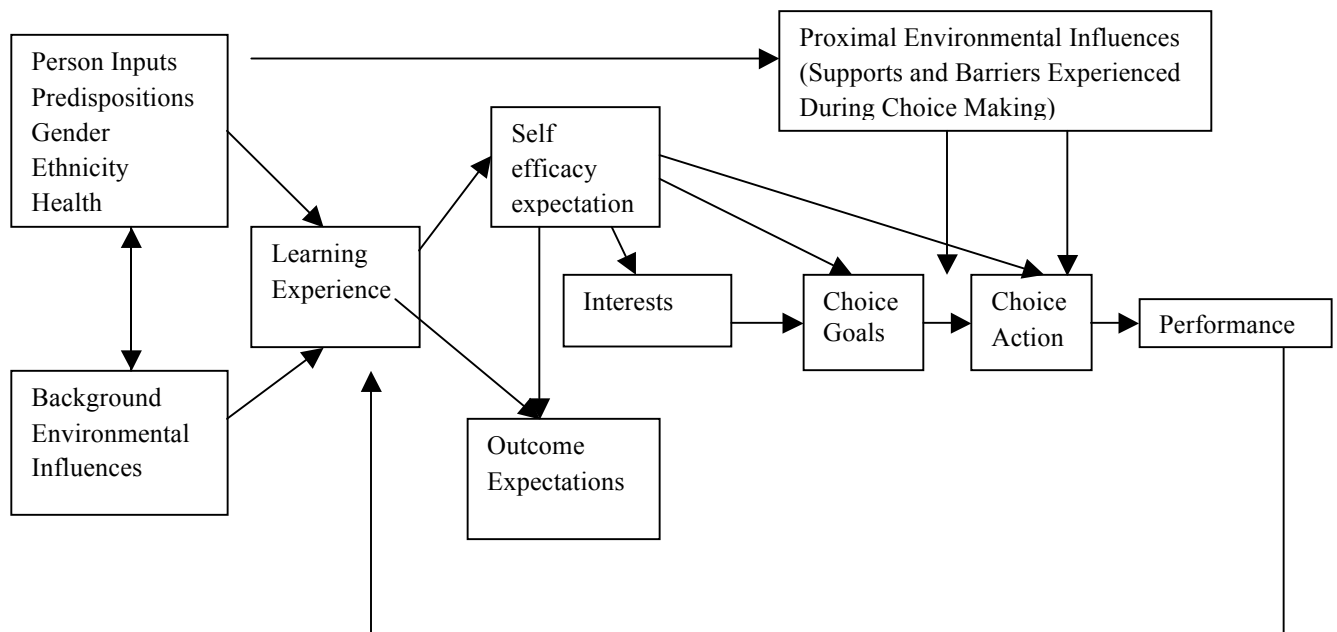 Person Inputs
Predispositions
Gender
Ethnicity
Health
Proximal Environmental Influences
(Supports and Barriers Experienced
During Choice Making)
Self
efficacy
expectation
Learning
Experience
Interests
Choice
Goals
Choice
Action
Performance
Background
Environmental
Influences
Outcome
Expectations